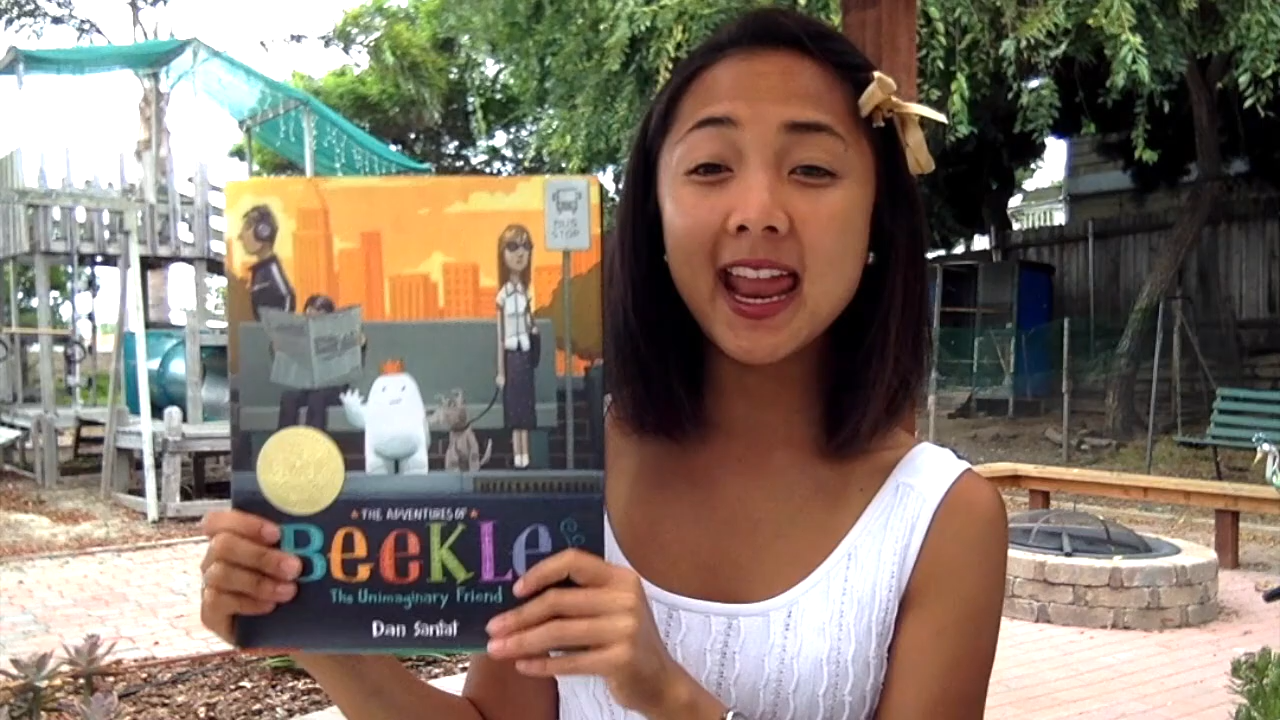 BUS
STOP
THE ADVENTURES OF
BEEKLE
The Unimaginary Friend
Dan Santat